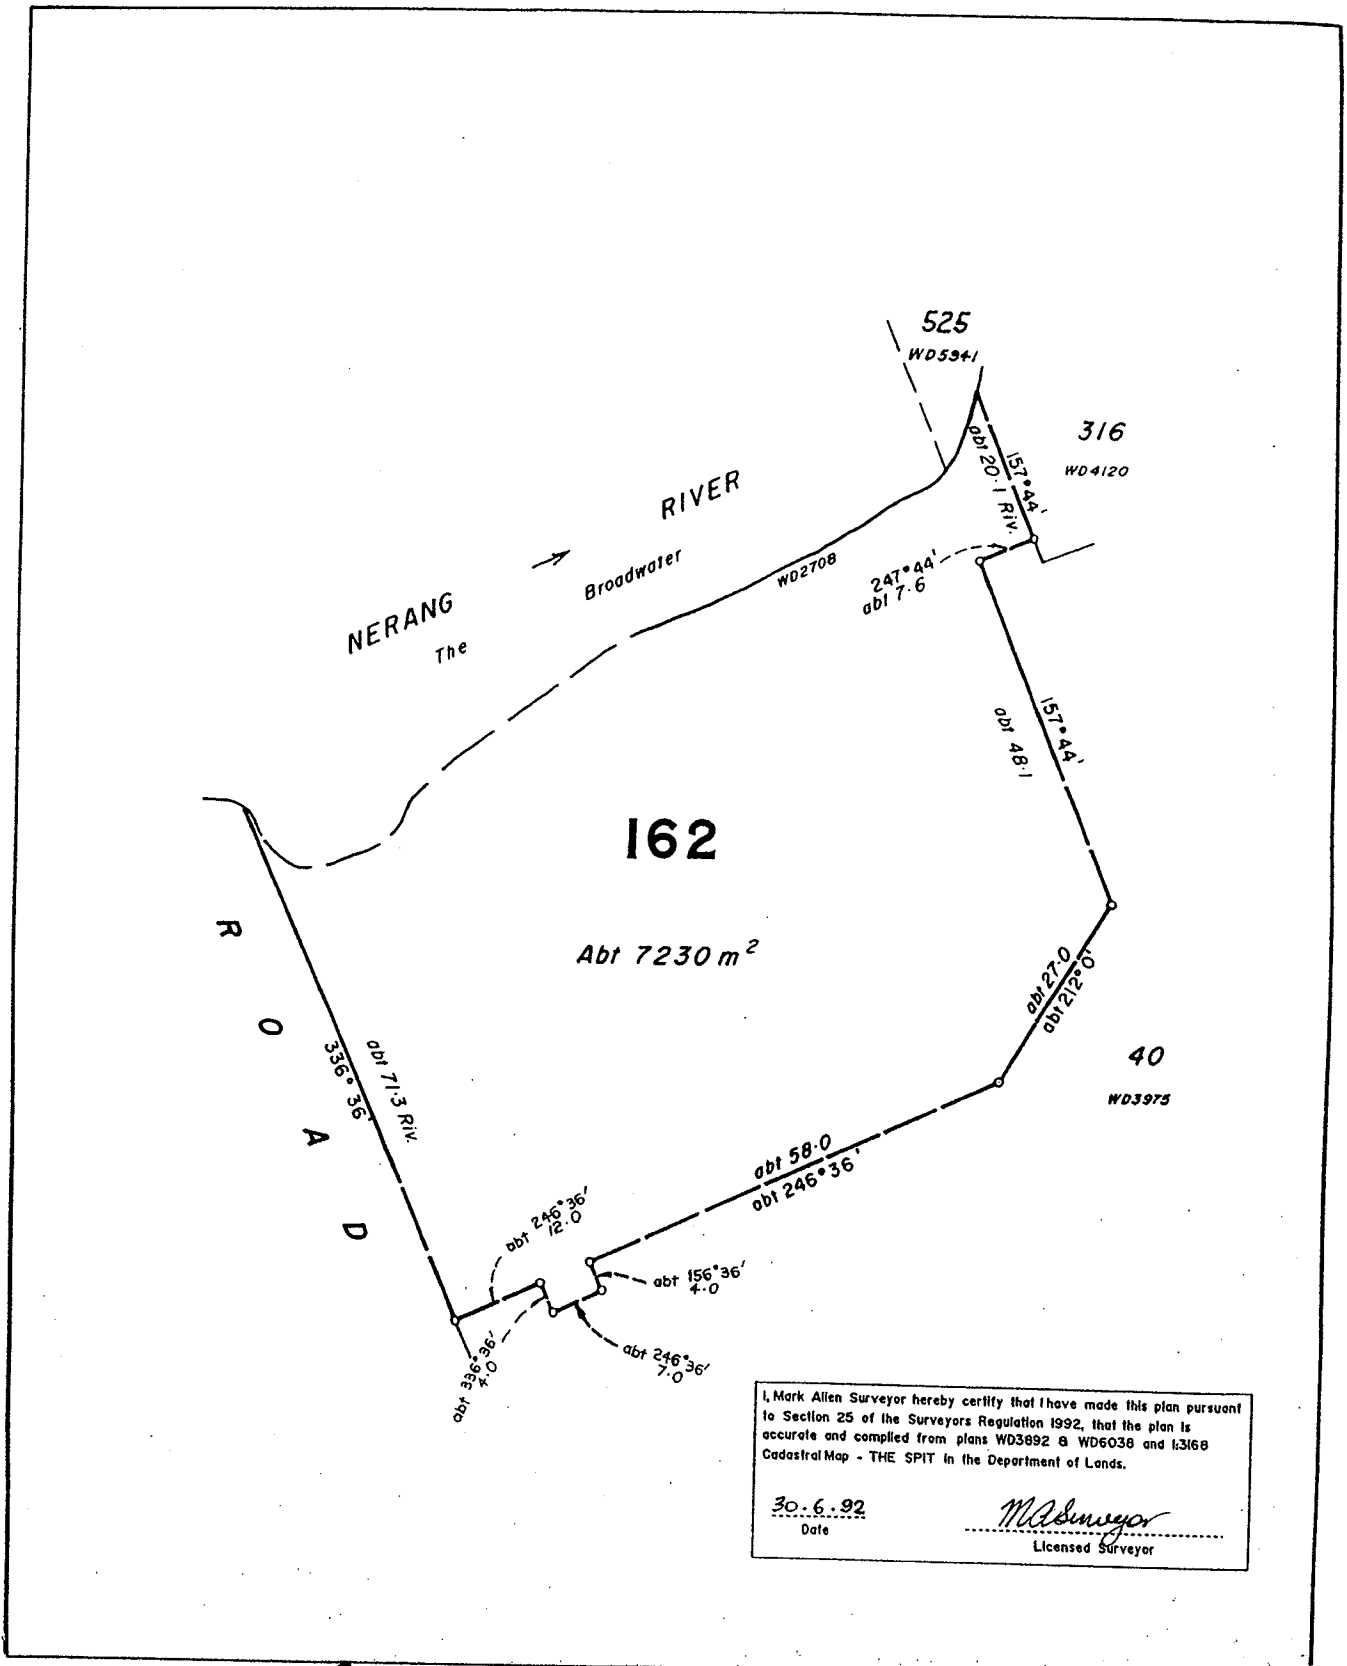 525
WD5941
316
WD4120
157°44'
abt 20·1 Riv.
NERANG RIVER
The Broadwater
WD2708
247°44'
abt 7·6
157°44'
abt 48·1
162
Abt 7230 m²
ROAD
336°36'
abt 71·3 Riv.
abt 27·0
abt 212°0'
40
WD3975
abt 58·0
abt 246°36'
abt 246°36'
12·0
abt 156°36'
4·0
abt 246°36'
7·0
abt 336°36'
4·0
I, Mark Allen Surveyor hereby certify that I have made this plan pursuant
to Section 25 of the Surveyors Regulation 1992, that the plan is
accurate and compiled from plans WD3892 & WD6038 and 1:3168
Cadastral Map - THE SPIT in the Department of Lands.
30.6.92
Date
MASurveyor
Licensed Surveyor